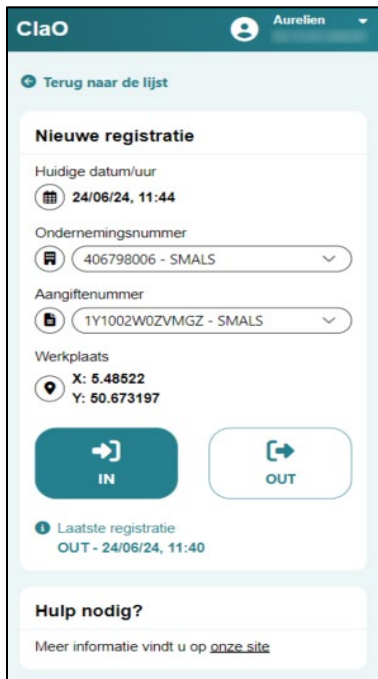 ClaO
Aurelien
Terug naar de lijst
Nieuwe registratie
Huidige datum/uur
24/06/24, 11:44
Ondernemingsnummer
406798006 - SMALS
Aangiftenummer
1Y1002W0ZVMGZ - SMALS
Werkplaats
X: 5.48522
Y: 50.673197
IN
OUT
Laatste registratie
OUT - 24/06/24, 11:40
Hulp nodig?
Meer informatie vindt u op onze site